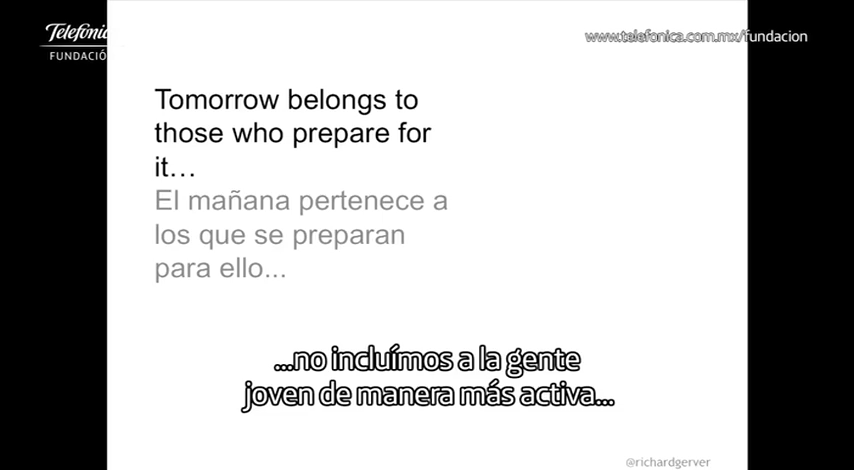 Telefónica
FUNDACIÓ
www.telefonica.com.mx/fundacion
Tomorrow belongs to
those who prepare for
it…
El mañana pertenece a
los que se preparan
para ello...
...no incluímos a la gente
joven de manera más activa...
@richardgerver